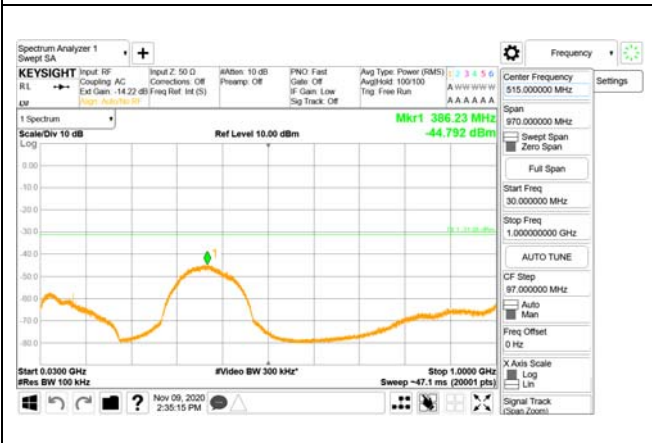 Spectrum Analyzer 1
Swept SA
Frequency
KEYSIGHT
RL
Input: RF
Coupling: AC
Ext Gain: -14.22 dB
Align: Auto/No RF
Input Z: 50 Ω
Corrections: Off
Freq Ref: Int (S)
#Atten: 10 dB
Preamp: Off
PNO: Fast
Gate: Off
IF Gain: Low
Sig Track: Off
Avg Type: Power (RMS)
Avg|Hold: 100/100
Trig: Free Run
1 2 3 4 5 6
A W W W W W
A A A A A A
1 Spectrum
Scale/Div 10 dB
Log
Ref Level 10.00 dBm
Mkr1 386.23 MHz
-44.792 dBm
0.00
-10.0
-20.0
-30.0
-40.0
-50.0
-60.0
-70.0
-80.0
1
Start 0.0300 GHz
#Res BW 100 kHz
#Video BW 300 kHz*
Stop 1.0000 GHz
Sweep ~47.1 ms (20001 pts)
?
Nov 09, 2020
2:35:15 PM
Center Frequency
515.000000 MHz
Settings
Span
970.000000 MHz
Swept Span
Zero Span
Full Span
Start Freq
30.000000 MHz
Stop Freq
1.000000000 GHz
AUTO TUNE
CF Step
97.000000 MHz
Auto
Man
Freq Offset
0 Hz
X Axis Scale
Log
Lin
Signal Track
(Span Zoom)